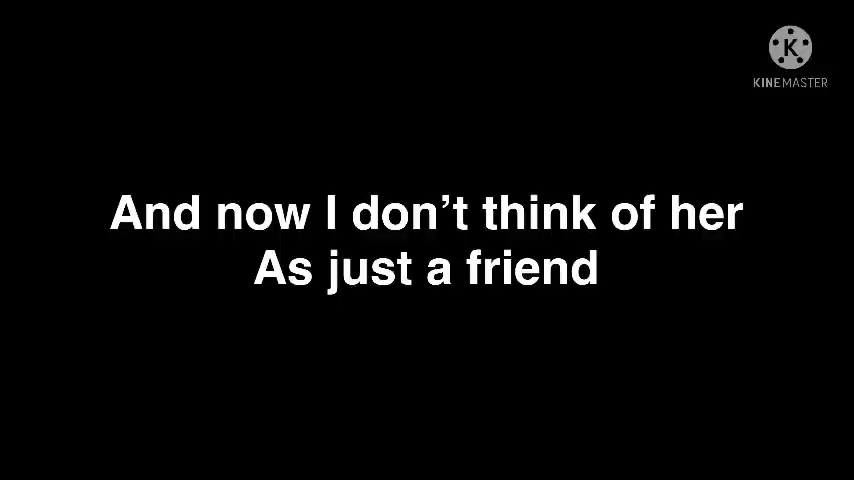 K
KINEMASTER
And now I don’t think of her
As just a friend